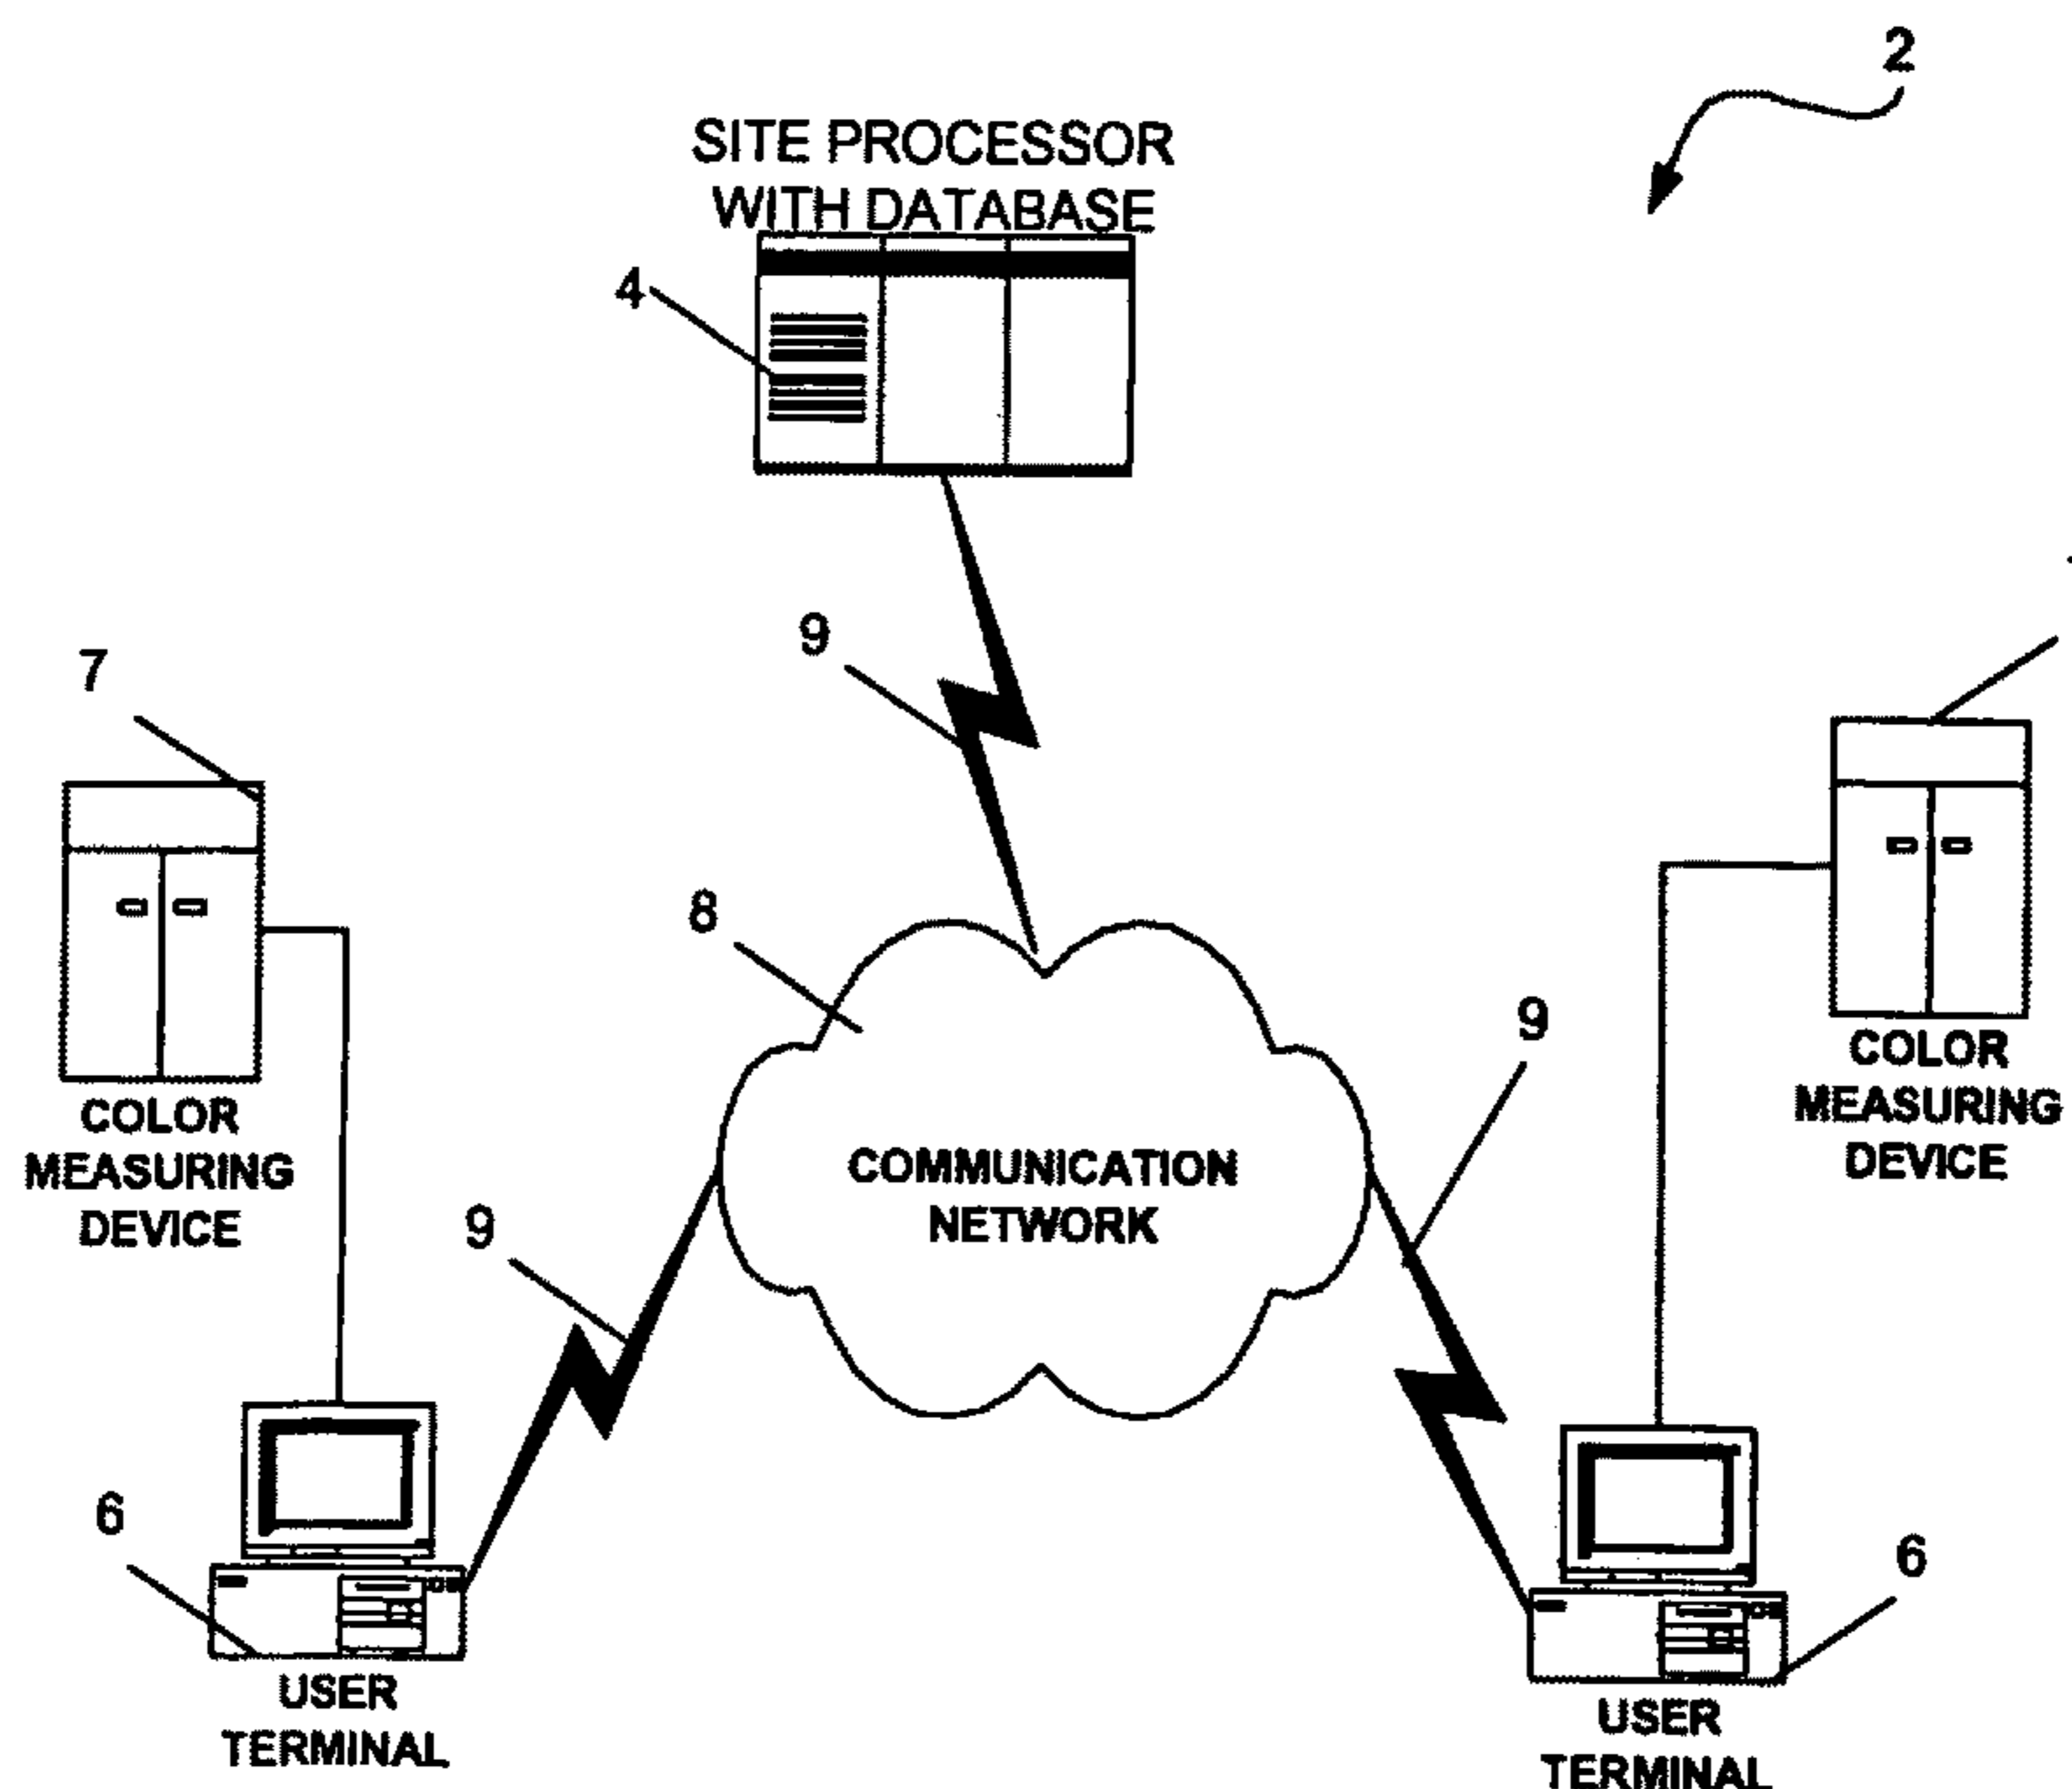 2
SITE PROCESSOR
WITH DATABASE
4
9
7
8
9
COLOR
MEASURING
DEVICE
COLOR
MEASURING
DEVICE
COMMUNICATION
NETWORK
9
6
6
USER
TERMINAL
USER
TERMINAL